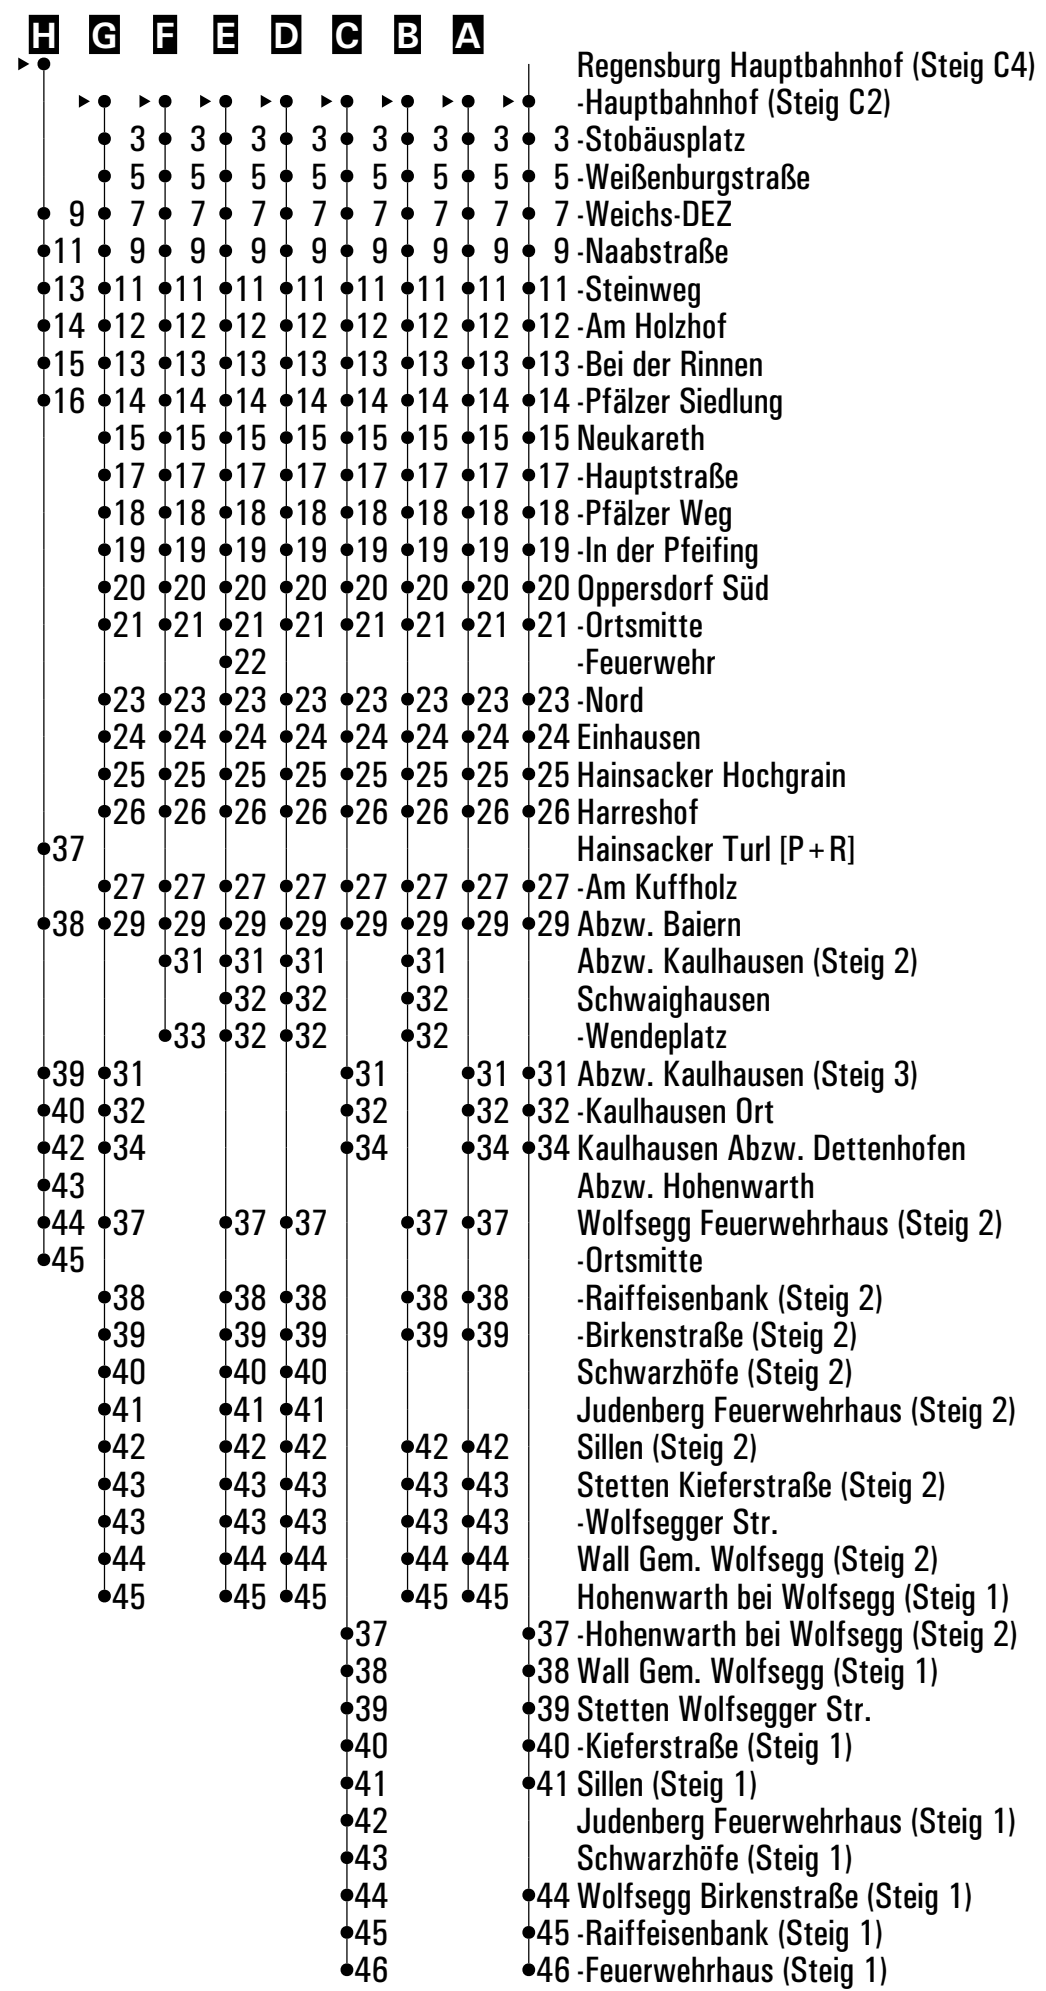 H G F E D C B A
Regensburg Hauptbahnhof (Steig C4)
-Hauptbahnhof (Steig C2)
3 3 3 3 3 3 3 3 -Stobäusplatz
5 5 5 5 5 5 5 5 -Weißenburgstraße
9 7 7 7 7 7 7 7 7 -Weichs-DEZ
11 9 9 9 9 9 9 9 9 -Naabstraße
13 11 11 11 11 11 11 11 11 -Steinweg
14 12 12 12 12 12 12 12 12 -Am Holzhof
15 13 13 13 13 13 13 13 13 -Bei der Rinnen
16 14 14 14 14 14 14 14 14 -Pfälzer Siedlung
15 15 15 15 15 15 15 15 Neukareth
17 17 17 17 17 17 17 17 -Hauptstraße
18 18 18 18 18 18 18 18 -Pfälzer Weg
19 19 19 19 19 19 19 19 -In der Pfeifing
20 20 20 20 20 20 20 20 Oppersdorf Süd
21 21 21 21 21 21 21 21 -Ortsmitte
22 -Feuerwehr
23 23 23 23 23 23 23 23 -Nord
24 24 24 24 24 24 24 24 Einhausen
25 25 25 25 25 25 25 25 Hainsacker Hochgrain
26 26 26 26 26 26 26 26 Harreshof
37 Hainsacker Turl [P+R]
27 27 27 27 27 27 27 27 -Am Kuffholz
38 29 29 29 29 29 29 29 29 Abzw. Baiern
31 31 31 31 Abzw. Kaulhausen (Steig 2)
32 32 32 Schwaighausen
33 32 32 32 -Wendeplatz
39 31 31 31 31 Abzw. Kaulhausen (Steig 3)
40 32 32 32 32 -Kaulhausen Ort
42 34 34 34 34 Kaulhausen Abzw. Dettenhofen
43 Abzw. Hohenwarth
44 37 37 37 37 37 Wolfsegg Feuerwehrhaus (Steig 2)
45 -Ortsmitte
38 38 38 38 38 -Raiffeisenbank (Steig 2)
39 39 39 39 39 -Birkenstraße (Steig 2)
40 40 40 Schwarzhöfe (Steig 2)
41 41 41 Judenberg Feuerwehrhaus (Steig 2)
42 42 42 42 42 Sillen (Steig 2)
43 43 43 43 43 Stetten Kieferstraße (Steig 2)
43 43 43 43 43 -Wolfsegger Str.
44 44 44 44 44 Wall Gem. Wolfsegg (Steig 2)
45 45 45 45 45 Hohenwarth bei Wolfsegg (Steig 1)
37 37 -Hohenwarth bei Wolfsegg (Steig 2)
38 38 Wall Gem. Wolfsegg (Steig 1)
39 39 Stetten Wolfsegger Str.
40 40 -Kieferstraße (Steig 1)
41 41 Sillen (Steig 1)
42 Judenberg Feuerwehrhaus (Steig 1)
43 Schwarzhöfe (Steig 1)
44 44 Wolfsegg Birkenstraße (Steig 1)
45 45 -Raiffeisenbank (Steig 1)
46 46 -Feuerwehrhaus (Steig 1)